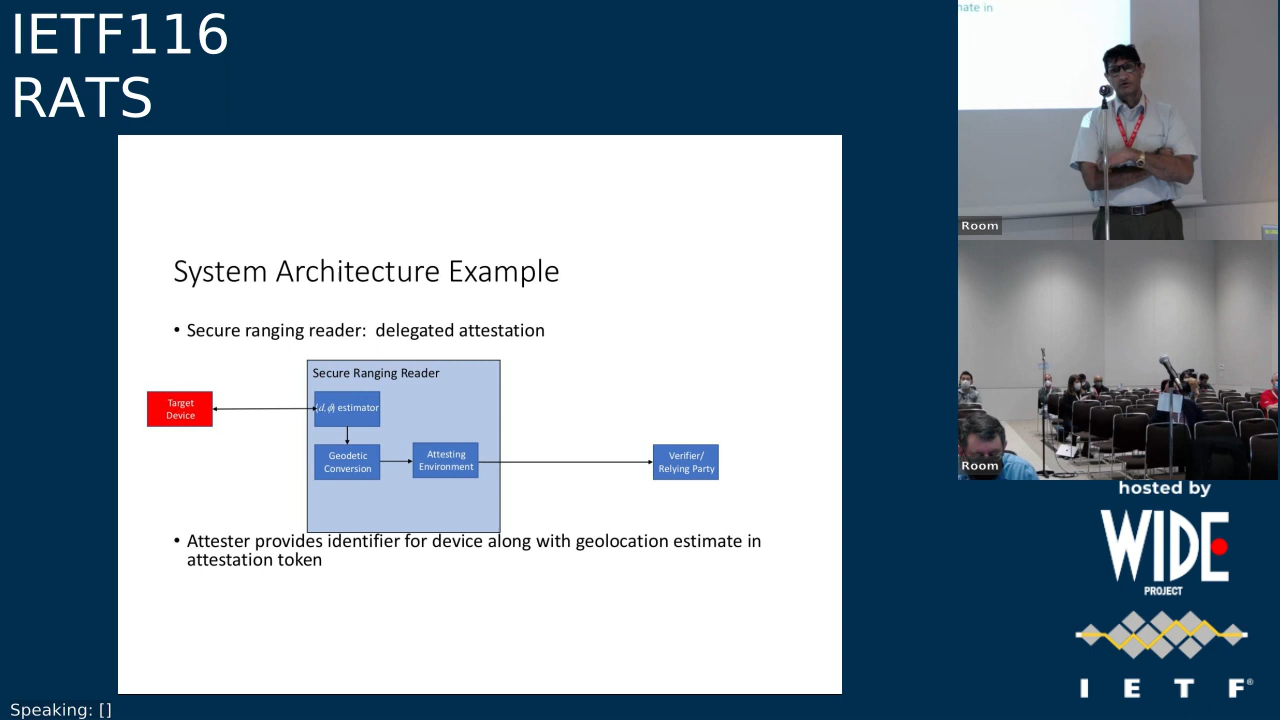 IETF116
RATS
mate in
Room
System Architecture Example
• Secure ranging reader:  delegated attestation
Secure Ranging Reader
Target
Device
(d,ϕ) estimator
Geodetic
Conversion
Attesting
Environment
Verifier/
Relying Party
• Attester provides identifier for device along with geolocation estimate in
attestation token
Room
hosted by
WIDE
PROJECT
I E T F®
Speaking: []